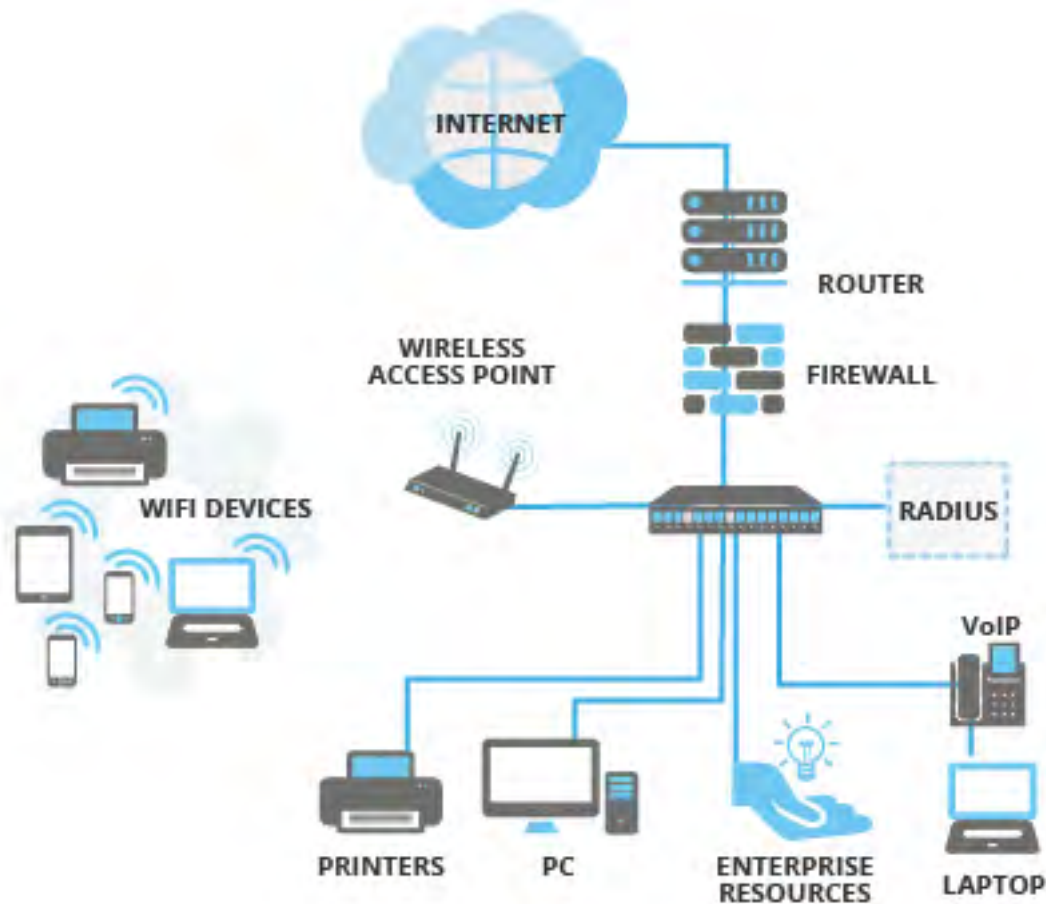 INTERNET
ROUTER
WIRELESS
ACCESS POINT
FIREWALL
WIFI DEVICES
RADIUS
VoIP
PRINTERS
PC
ENTERPRISE
RESOURCES
LAPTOP